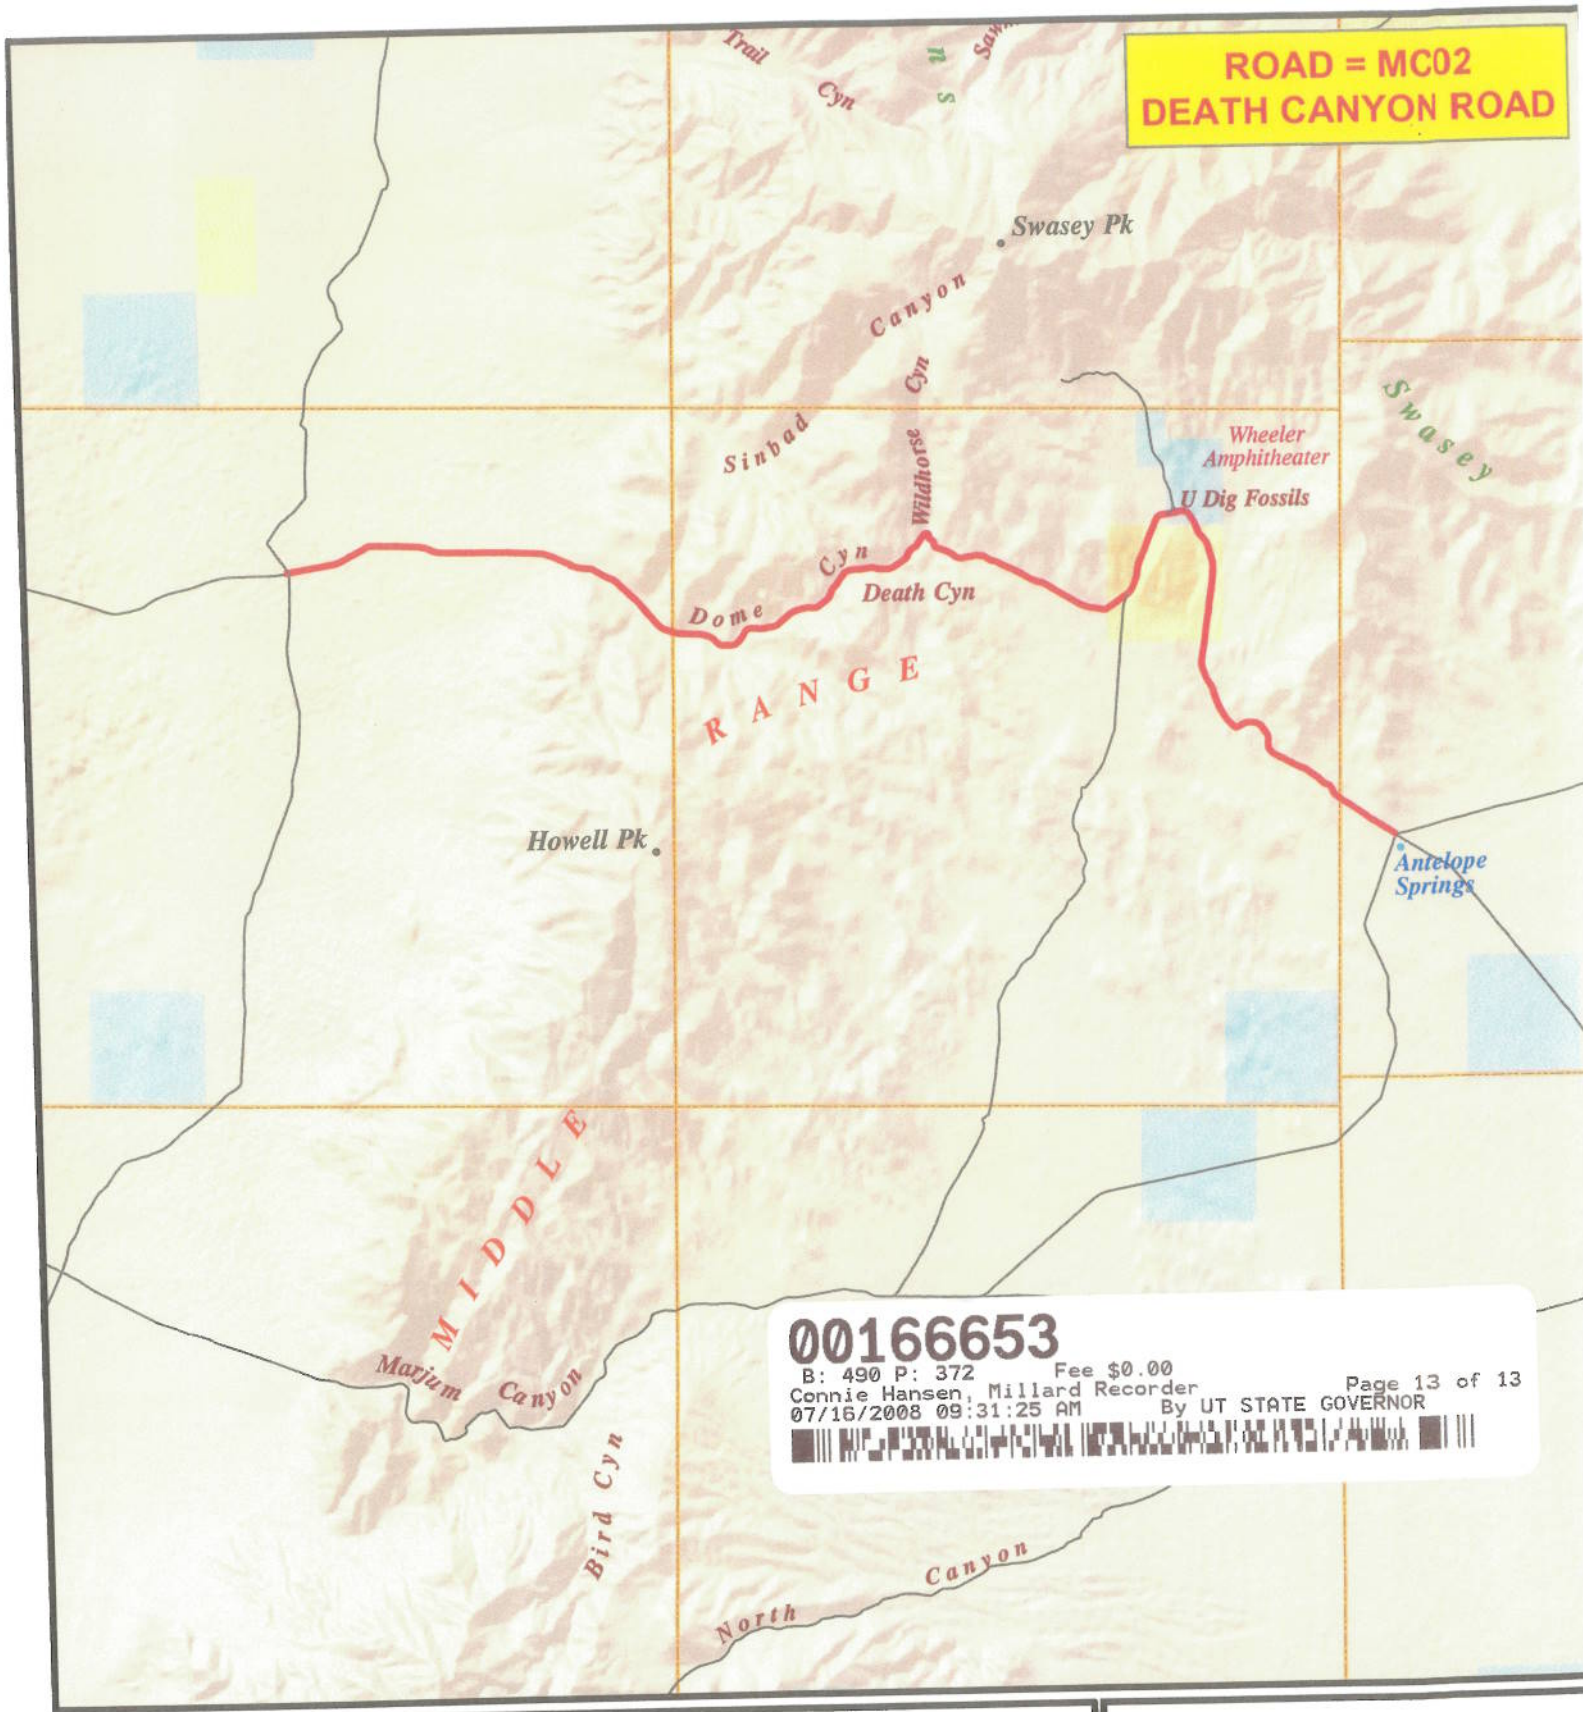 Trail
Cyn
n
s
ROAD = MC02
DEATH CANYON ROAD
Swasey Pk
Canyon
Sinbad
Cyn
Wildhorse
Swasey
Wheeler
Amphitheater
U Dig Fossils
Cyn
Dome
Death Cyn
RANGE
Howell Pk
Antelope
Springs
MIDDLE
Marjum
Canyon
00166653
B: 490 P: 372 Fee $0.00
Connie Hansen, Millard Recorder Page 13 of 13
07/16/2008 09:31:25 AM By UT STATE GOVERNOR
Bird Cyn
North
Canyon